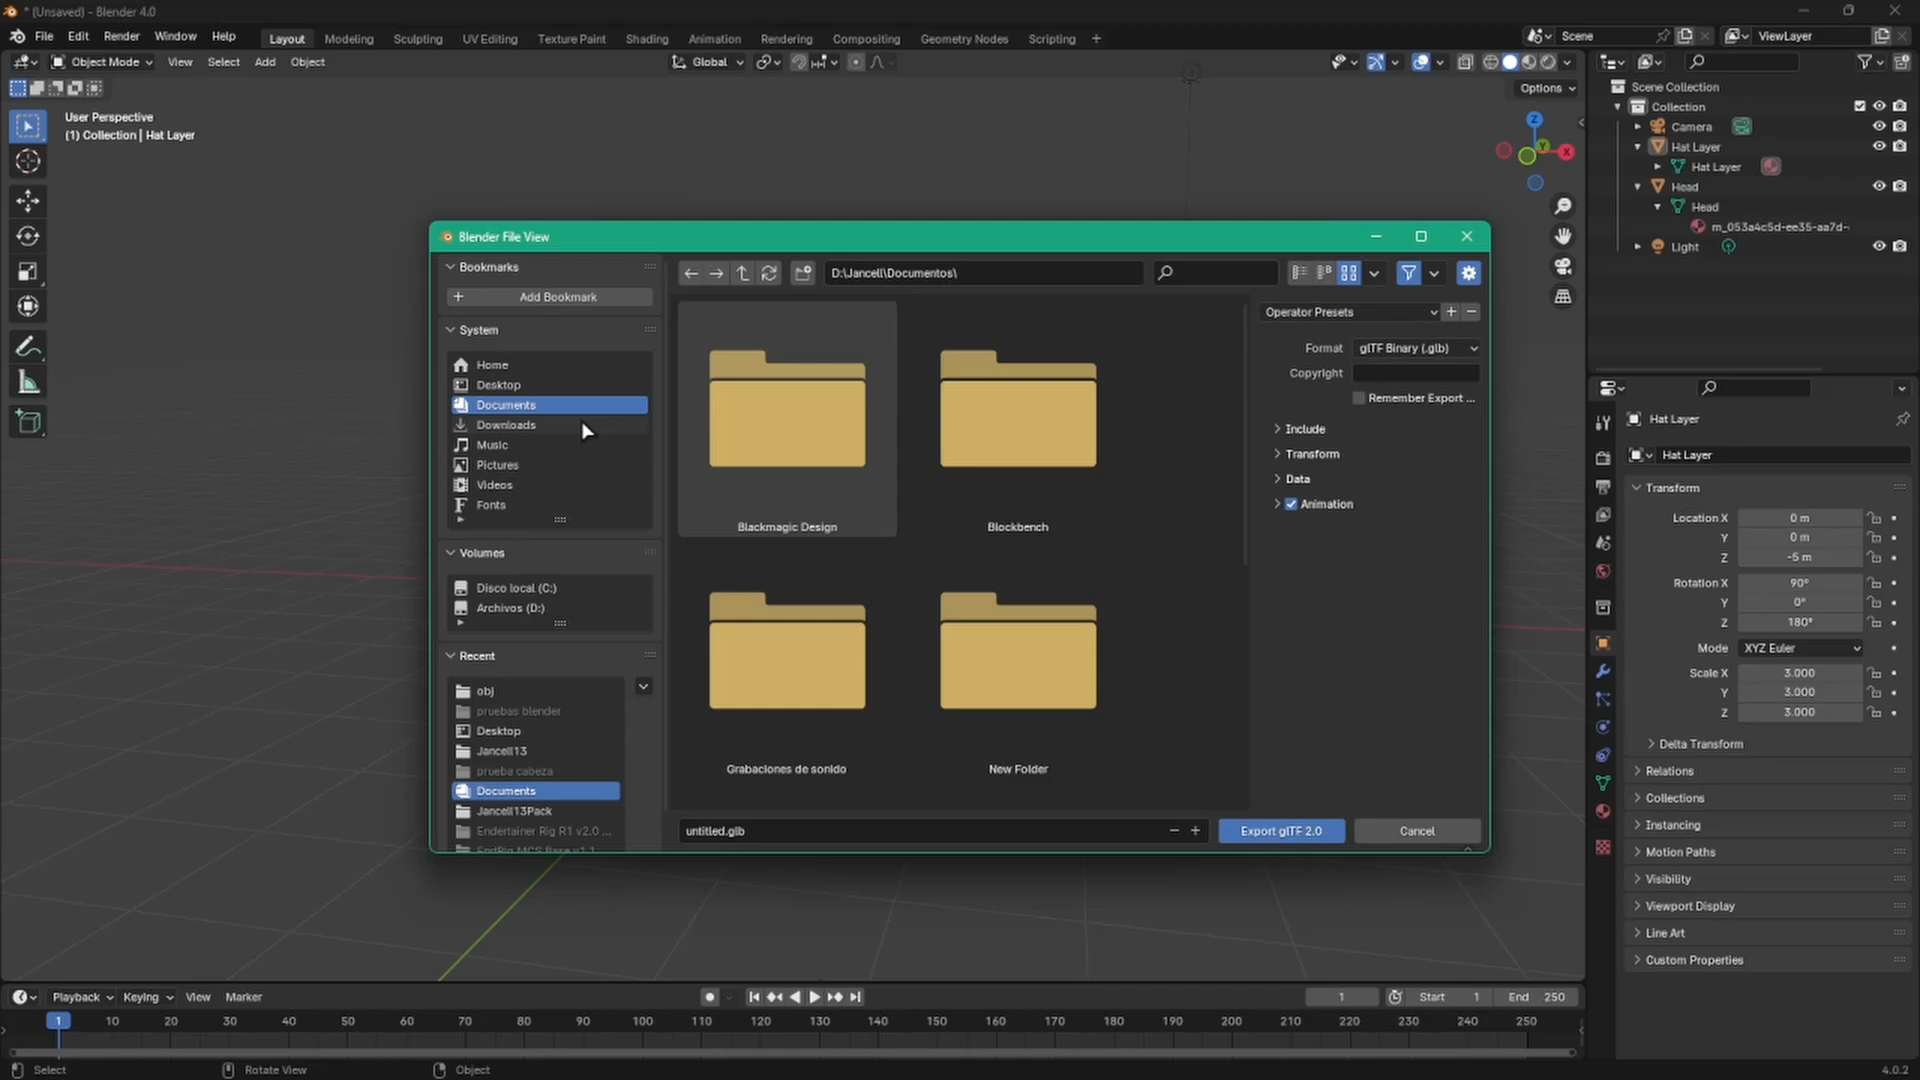 * (Unsaved) - Blender 4.0
File Edit Render Window Help
Layout Modeling Sculpting UV Editing Texture Paint Shading Animation Rendering Compositing Geometry Nodes Scripting +
Scene
ViewLayer
Object Mode View Select Add Object
Global
Options
User Perspective
(1) Collection | Hat Layer
Z
Y
X
Scene Collection
Collection
Camera
Hat Layer
Hat Layer
Head
Head
m_053a4c5d-ee35-aa7d-
Light
Blender File View
Bookmarks
Add Bookmark
System
Home
Desktop
Documents
Downloads
Music
Pictures
Videos
Fonts
Volumes
Disco local (C:)
Archivos (D:)
Recent
obj
pruebas blender
Desktop
Jancell13
prueba cabeza
Documents
Jancell13Pack
Endertainer Rig R1 v2.0 ...
D:\Jancell\Documentos\
Blackmagic Design
Blockbench
Grabaciones de sonido
New Folder
Operator Presets
Format glTF Binary (.glb)
Copyright
Remember Export ...
Include
Transform
Data
Animation
untitled.glb
Export glTF 2.0
Cancel
Hat Layer
Hat Layer
Transform
Location X 0 m
Y 0 m
Z -5 m
Rotation X 90°
Y 0°
Z 180°
Mode XYZ Euler
Scale X 3.000
Y 3.000
Z 3.000
Delta Transform
Relations
Collections
Instancing
Motion Paths
Visibility
Viewport Display
Line Art
Custom Properties
Playback Keying View Marker
1
Start 1
End 250
1 10 20 30 40 50 60 70 80 90 100 110 120 130 140 150 160 170 180 190 200 210 220 230 240 250
Select
Rotate View
Object
4.0.2